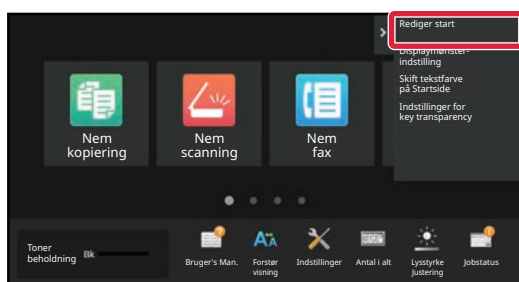 Rediger start
Displaymønster-
indstilling
Skift tekstfarve
på Startside
Indstillinger for
key transparency
Nem
kopiering
Nem
scanning
Nem
fax
Toner
beholdning
Bk
Bruger's Man.
Forstør
visning
Indstillinger
Antal i alt
Lysstyrke
Justering
Jobstatus